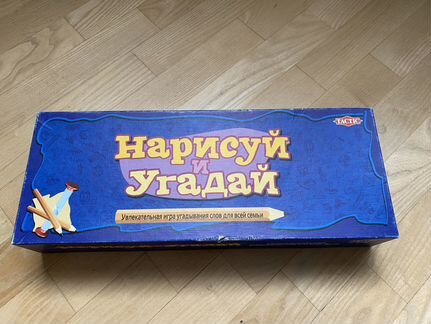 TACTIC
Нарисуй
и
Угадай
Увлекательная игра угадывания слов для всей семьи